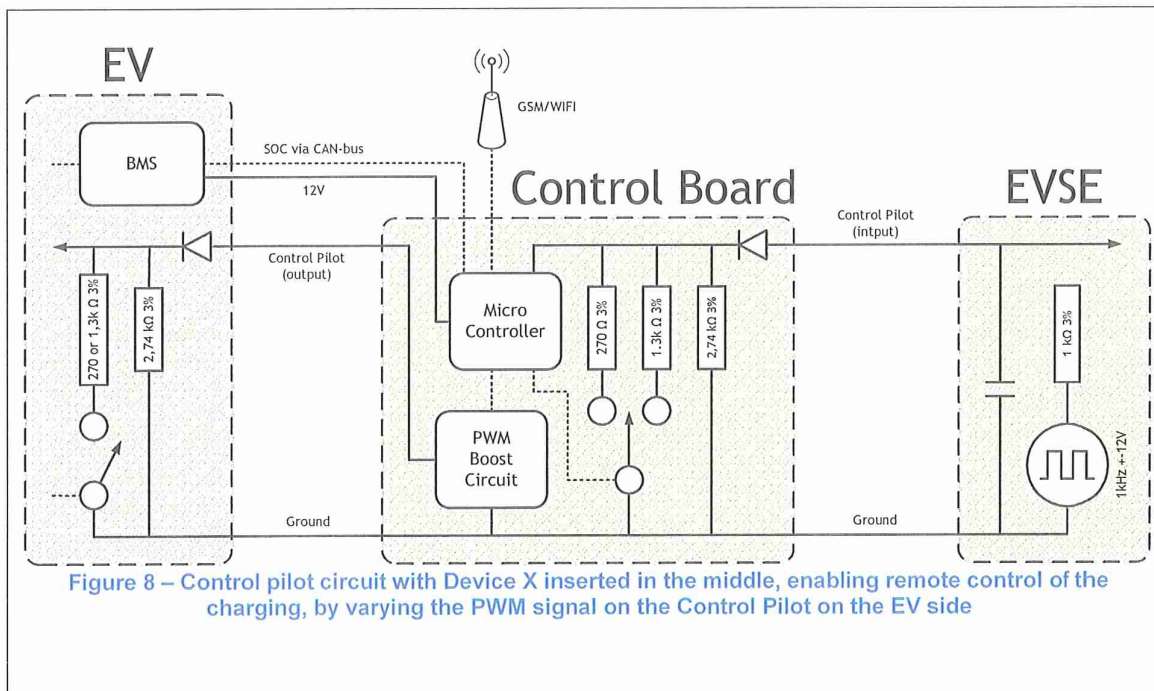 EV
GSM/WIFI
BMS
SOC via CAN-bus
12V
Control Board
EVSE
Control Pilot
(intput)
Control Pilot
(output)
270 or 1,3k Ω 3%
2,74 kΩ 3%
Micro
Controller
270 Ω 3%
1.3k Ω 3%
2,74 kΩ 3%
1 kΩ 3%
PWM
Boost
Circuit
1kHz +-12V
Ground
Ground
Figure 8 – Control pilot circuit with Device X inserted in the middle, enabling remote control of the
charging, by varying the PWM signal on the Control Pilot on the EV side